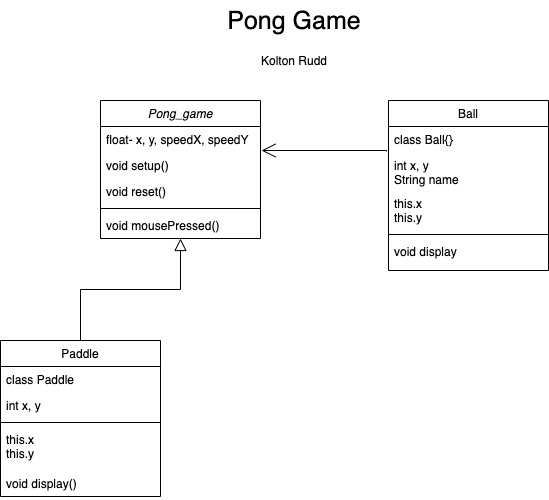 Pong Game
Kolton Rudd
Pong_game
float- x, y, speedX, speedY
void setup()
void reset()
void mousePressed()
Ball
class Ball{}
int x, y
String name
this.x
this.y
void display
Paddle
class Paddle
int x, y
this.x
this.y
void display()